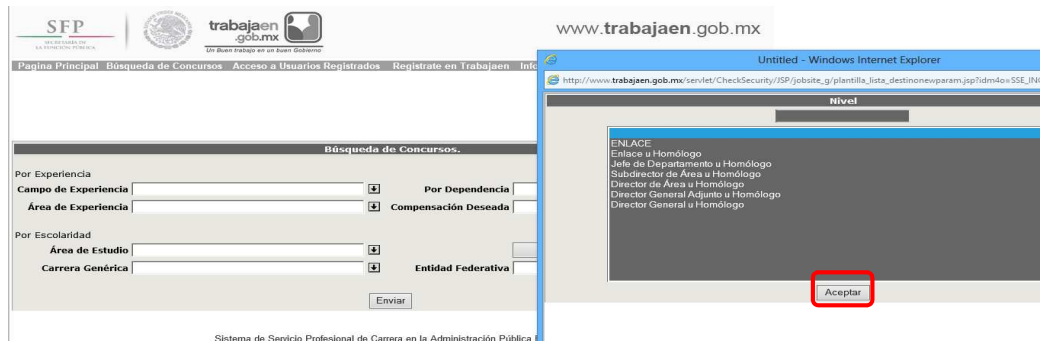 SFP
SECRETARÍA DE
LA FUNCIÓN PÚBLICA
trabajaen
.gob.mx
Un Buen trabajo en un buen Gobierno
www.trabajaen.gob.mx
Pagina Principal Búsqueda de Concursos Acceso a Usuarios Registrados Registrate en Trabajaen Info
Búsqueda de Concursos.
Por Experiencia
Campo de Experiencia
Por Dependencia
Área de Experiencia
Compensación Deseada
Por Escolaridad
Área de Estudio
Carrera Genérica
Entidad Federativa
Enviar
Sistema de Servicio Profesional de Carrera en la Administración Pública
Untitled - Windows Internet Explorer
http://www.trabajaen.gob.mx/servlet/CheckSecurity/JSP/jobsite_g/plantilla_lista_destinonewparam.jsp?idm4o=SSE_INC
Nivel
ENLACE
Enlace u Homólogo
Jefe de Departamento u Homólogo
Subdirector de Área u Homólogo
Director de Área u Homólogo
Director General Adjunto u Homólogo
Director General u Homólogo
Aceptar